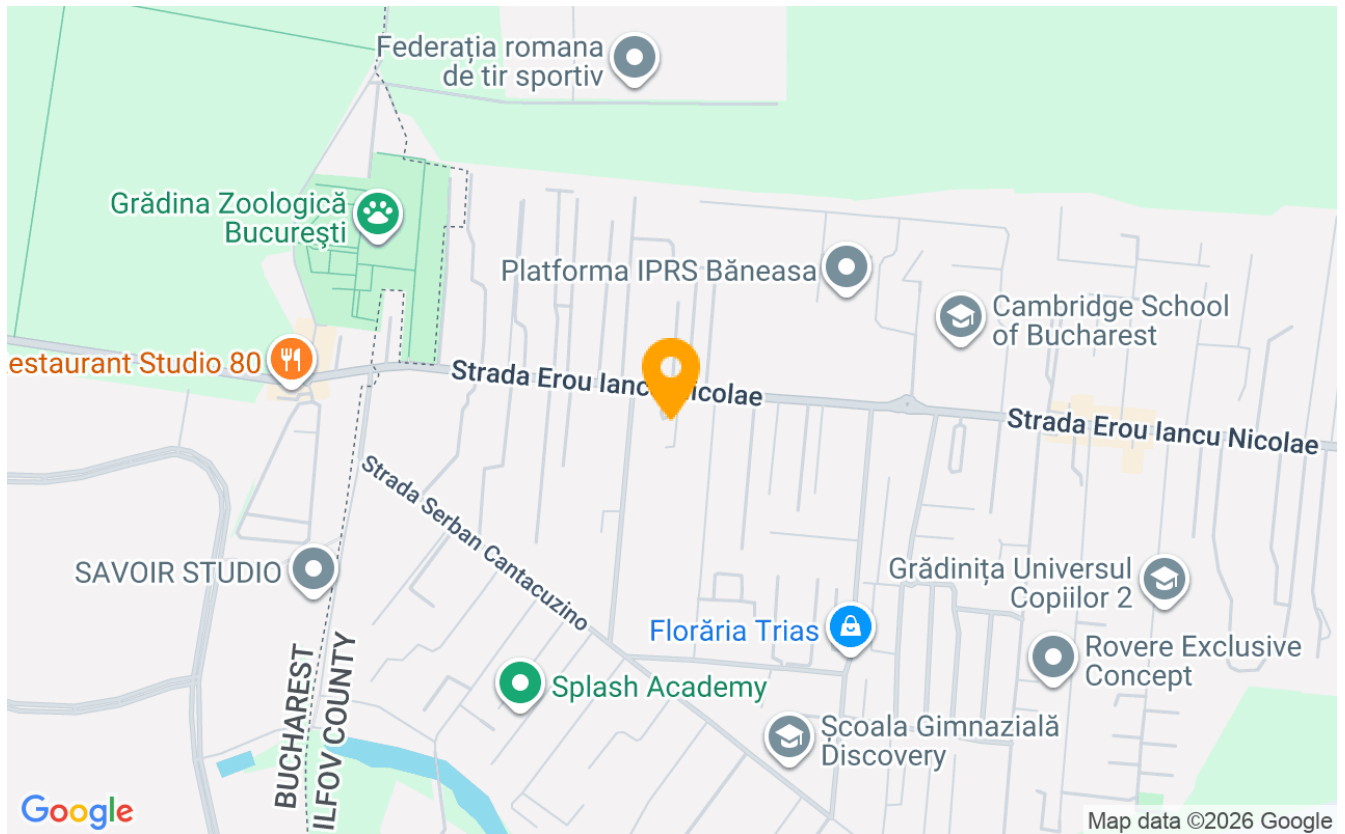 Federația romana
de tir sportiv
Grădina Zoologică
București
Platforma IPRS Băneasa
Cambridge School
of Bucharest
estaurant Studio 80
Strada Erou Iancu Nicolae
Strada Erou Iancu Nicolae
Strada Serban Cantacuzino
SAVOIR STUDIO
Grădinița Universul
Copiilor 2
Florăria Trias
Rovere Exclusive
Concept
Splash Academy
Școala Gimnazială
Discovery
BUCHAREST
ILFOV COUNTY
Google
Map data ©2026 Google